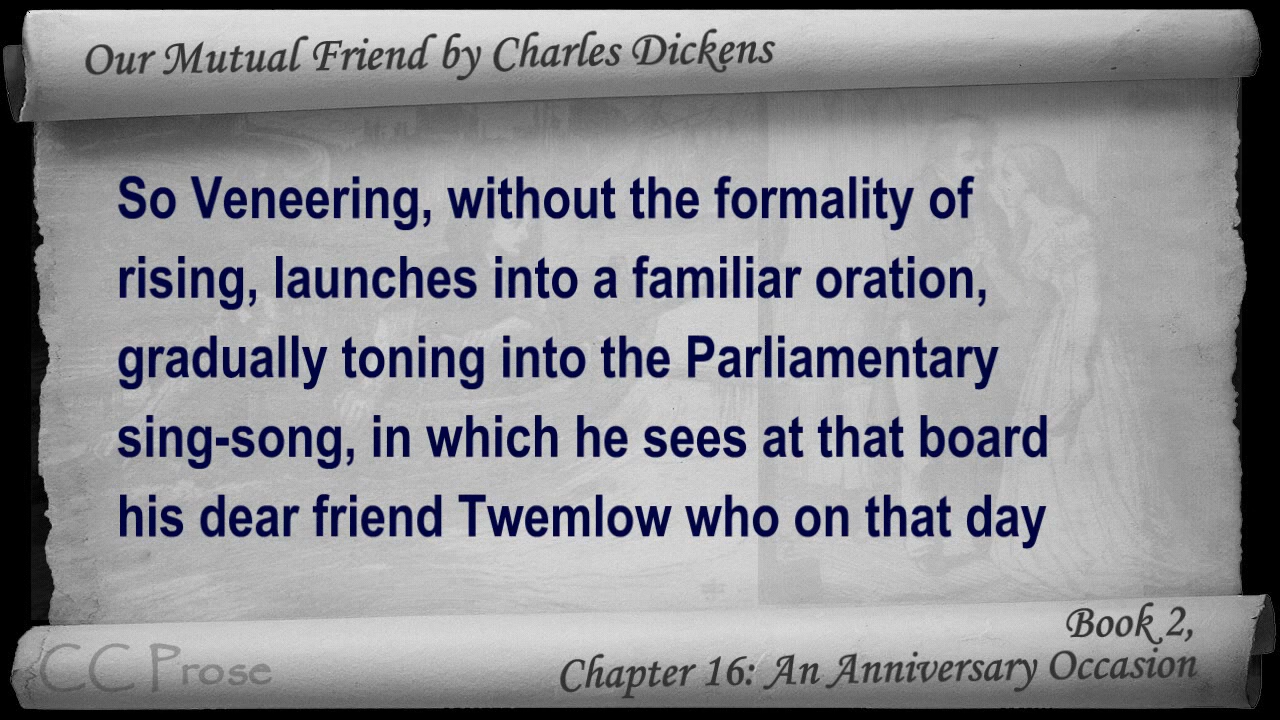 Our Mutual Friend by Charles Dickens
So Veneering, without the formality of
rising, launches into a familiar oration,
gradually toning into the Parliamentary
sing-song, in which he sees at that board
his dear friend Twemlow who on that day
Book 2,
Chapter 16: An Anniversary Occasion
CC Prose